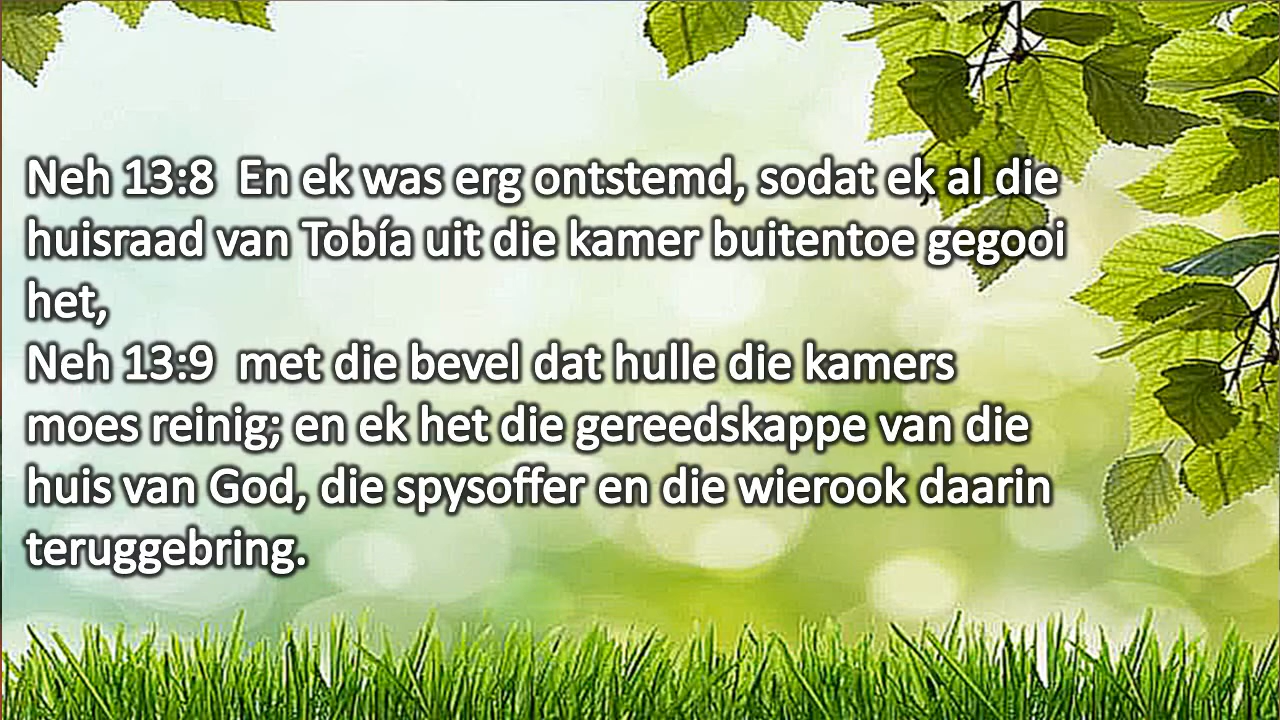 Neh 13:8  En ek was erg ontstemd, sodat ek al die
huisraad van Tobía uit die kamer buitentoe gegooi
het,
Neh 13:9  met die bevel dat hulle die kamers
moes reinig; en ek het die gereedskappe van die
huis van God, die spysoffer en die wierook daarin
teruggebring.